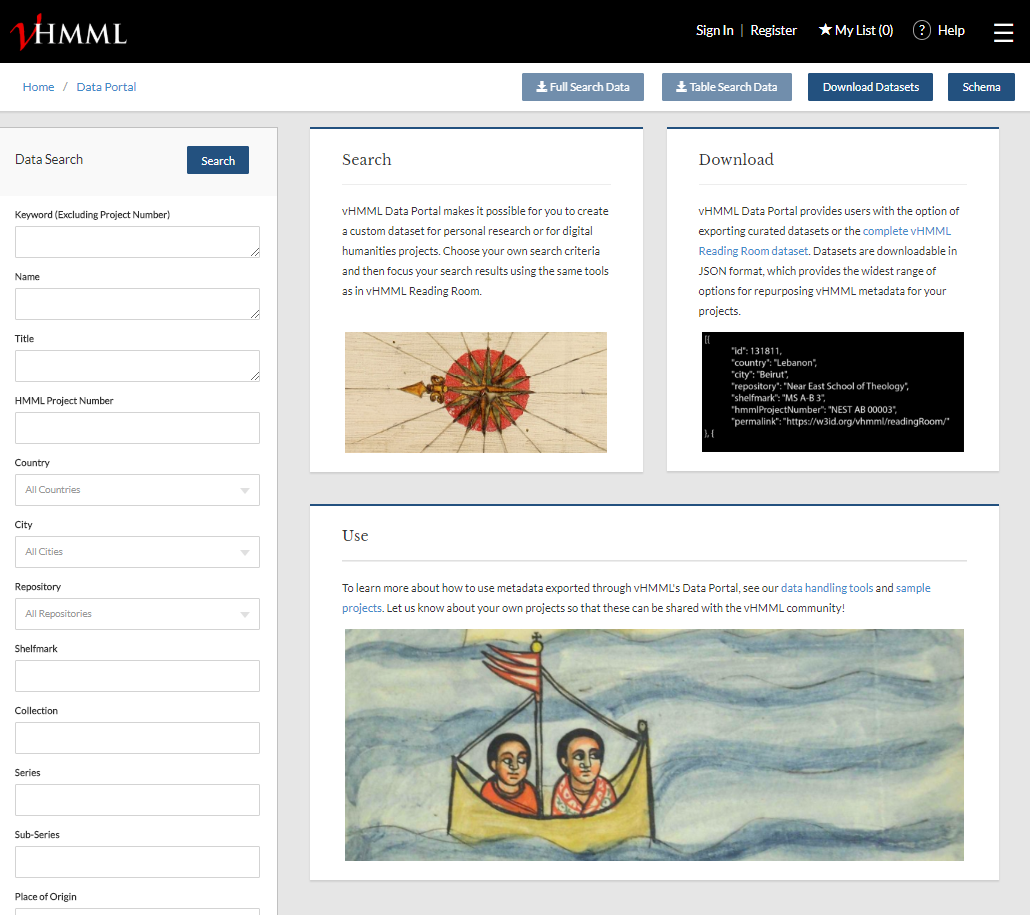 vHMML
Sign In | Register
My List (0)
? Help
Home / Data Portal
Full Search Data
Table Search Data
Download Datasets
Schema
Data Search
Search
Keyword (Excluding Project Number)
Name
Title
HMML Project Number
Country
All Countries
City
All Cities
Repository
All Repositories
Shelfmark
Collection
Series
Sub-Series
Place of Origin
Search
vHMML Data Portal makes it possible for you to create
a custom dataset for personal research or for digital
humanities projects. Choose your own search criteria
and then focus your search results using the same tools
as in vHMML Reading Room.
Download
vHMML Data Portal provides users with the option of
exporting curated datasets or the complete vHMML
Reading Room dataset. Datasets are downloadable in
JSON format, which provides the widest range of
options for repurposing vHMML metadata for your
projects.
[{
"id": 131811,
"country": "Lebanon",
"city": "Beirut",
"repository": "Near East School of Theology",
"shelfmark": "MS A-B 3",
"hmmlProjectNumber": "NEST AB 00003",
"permalink": "https://w3id.org/vhmml/readingRoom/"
}, {
Use
To learn more about how to use metadata exported through vHMML's Data Portal, see our data handling tools and sample
projects. Let us know about your own projects so that these can be shared with the vHMML community!